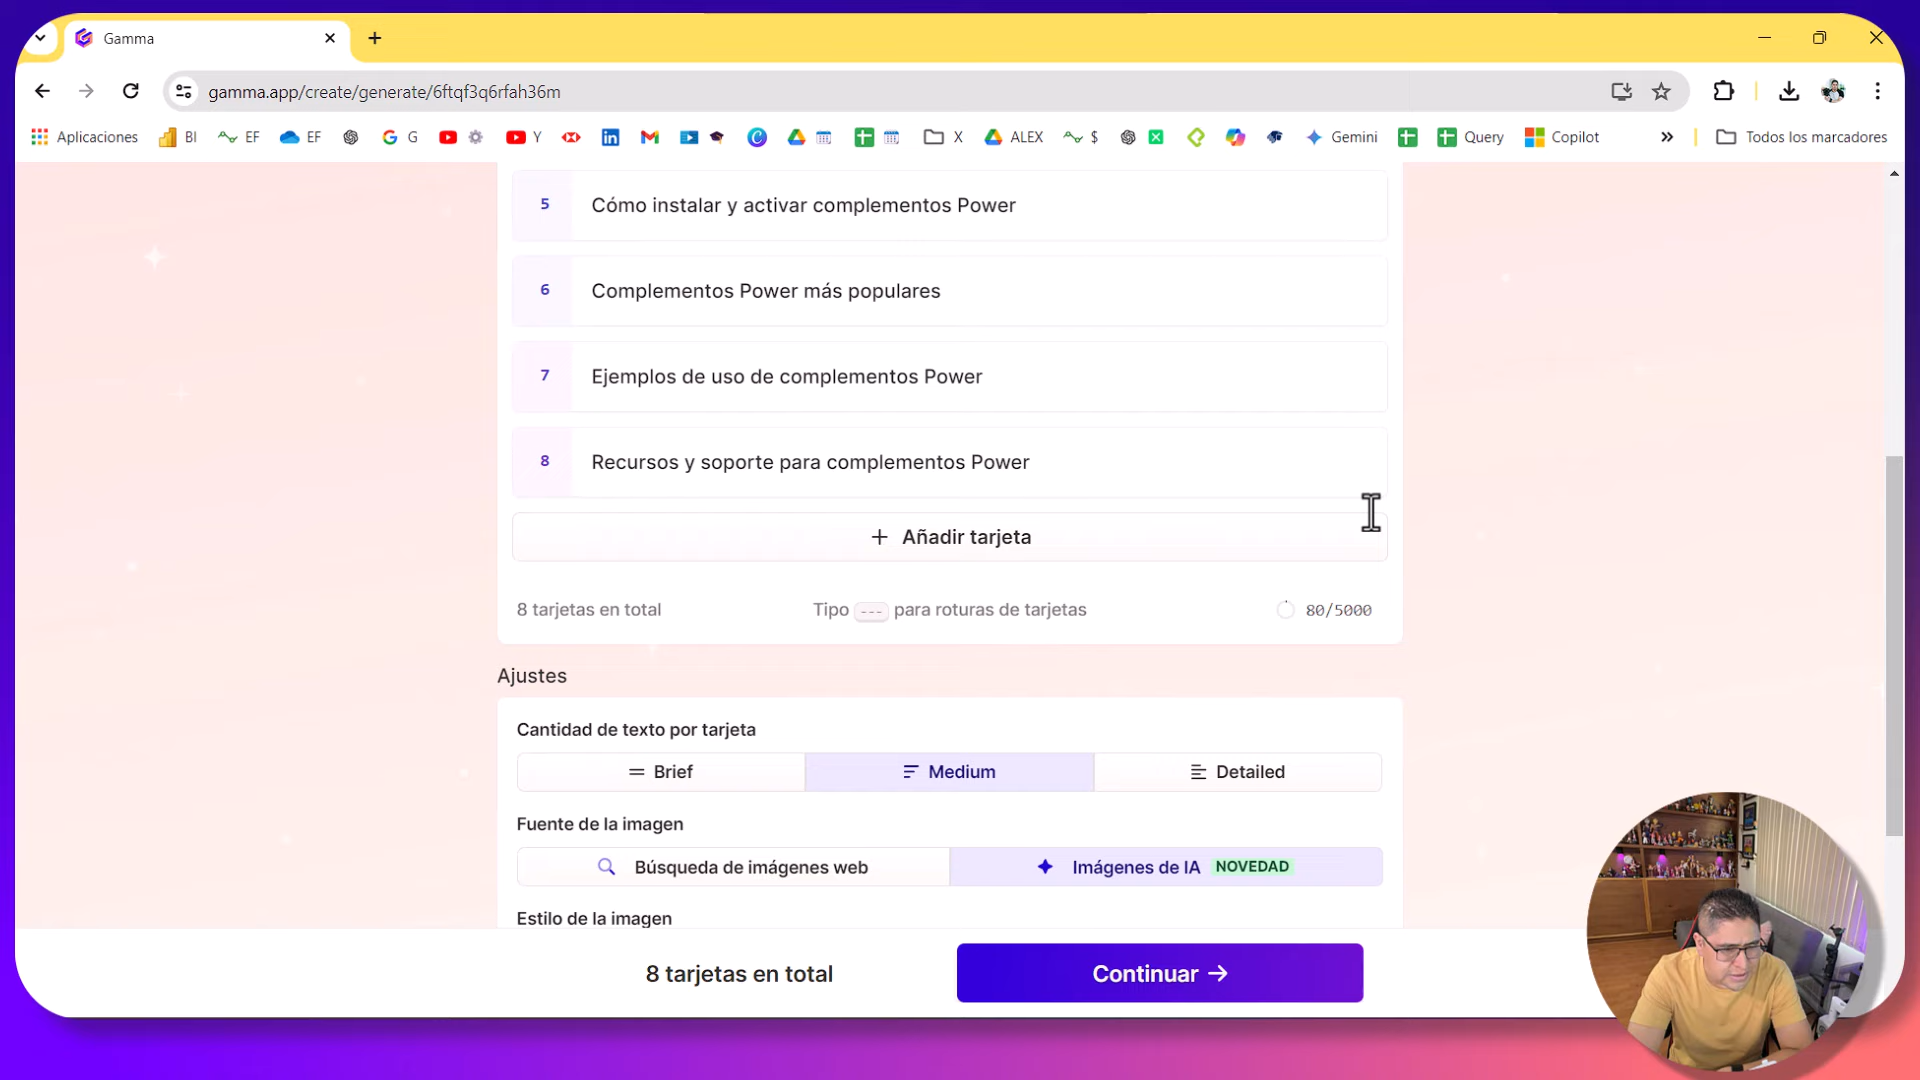 Gamma
gamma.app/create/generate/6ftqf3q6rfah36m
Aplicaciones BI EF EF G Y X ALEX $ Gemini Query Copilot » Todos los marcadores
5 Cómo instalar y activar complementos Power
6 Complementos Power más populares
7 Ejemplos de uso de complementos Power
8 Recursos y soporte para complementos Power
+ Añadir tarjeta
8 tarjetas en total Tipo --- para roturas de tarjetas 80/5000
Ajustes
Cantidad de texto por tarjeta
Brief Medium Detailed
Fuente de la imagen
Búsqueda de imágenes web Imágenes de IA NOVEDAD
Estilo de la imagen
8 tarjetas en total Continuar →